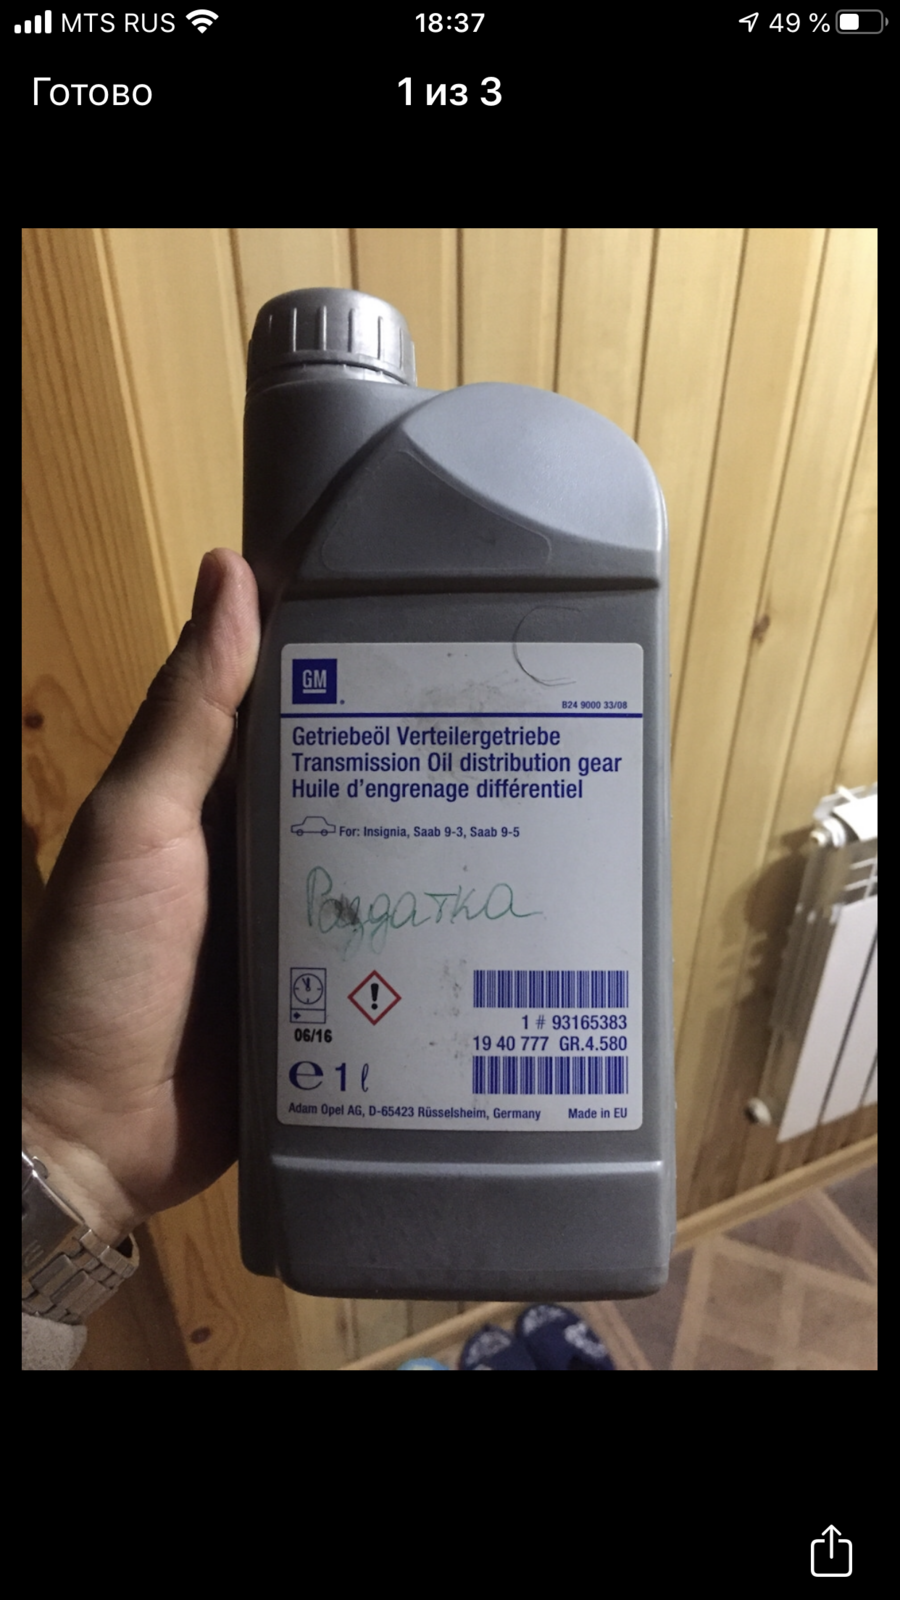 MTS RUS
18:37
49 %
Готово
1 из 3
GM
B24 9000 33/08
Getriebeöl Verteilergetriebe
Transmission Oil distribution gear
Huile d'engrenage différentiel
For: Insignia, Saab 9-3, Saab 9-5
Раздатка
06/16
1 # 93165383
19 40 777 GR.4.580
e 1 l
Adam Opel AG, D-65423 Rüsselsheim, Germany
Made in EU